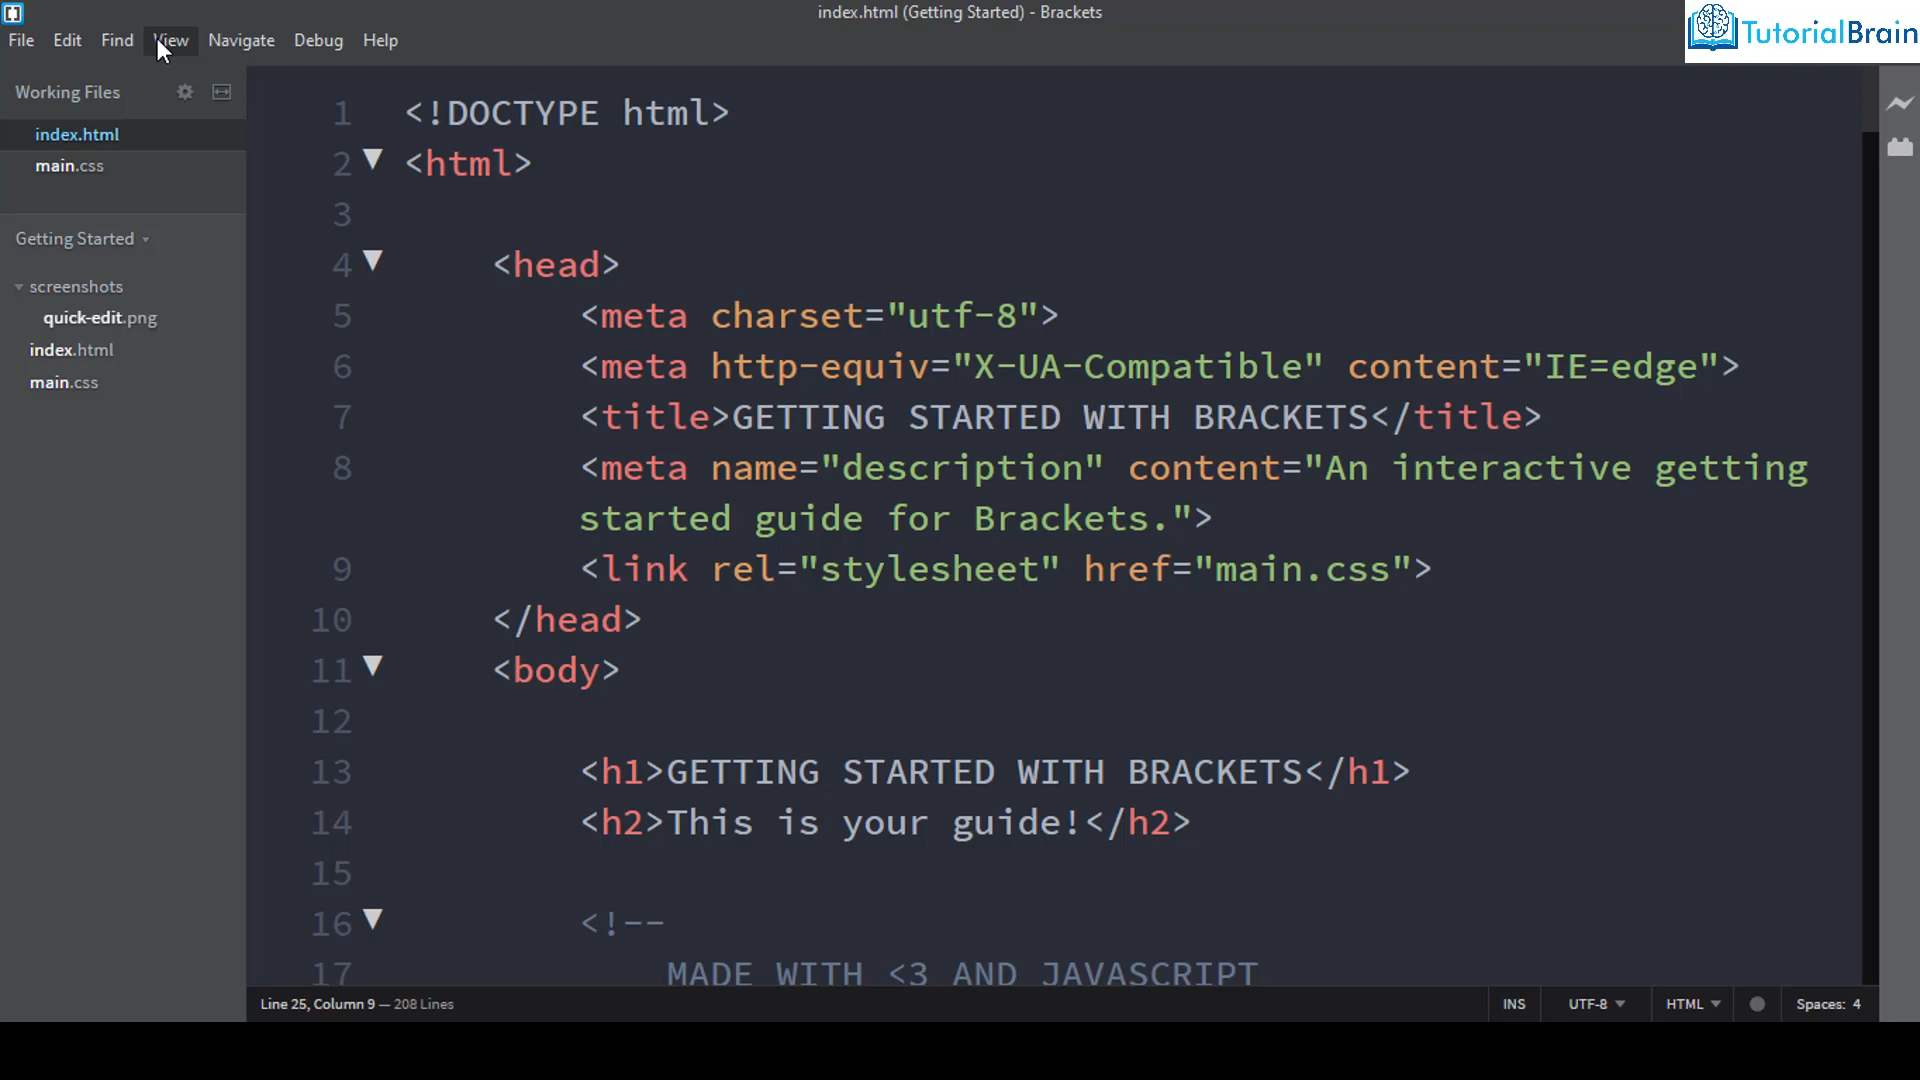 index.html (Getting Started) - Brackets
File Edit Find View Navigate Debug Help
TutorialBrain
Working Files
index.html
main.css
Getting Started
screenshots
quick-edit.png
index.html
main.css
1 <!DOCTYPE html>
2 <html>
3
4 <head>
5 <meta charset="utf-8">
6 <meta http-equiv="X-UA-Compatible" content="IE=edge">
7 <title>GETTING STARTED WITH BRACKETS</title>
8 <meta name="description" content="An interactive getting
started guide for Brackets.">
9 <link rel="stylesheet" href="main.css">
10 </head>
11 <body>
12
13 <h1>GETTING STARTED WITH BRACKETS</h1>
14 <h2>This is your guide!</h2>
15
16 <!--
17 MADE WITH <3 AND JAVASCRIPT
Line 25, Column 9 — 208 Lines
INS UTF-8 HTML Spaces: 4